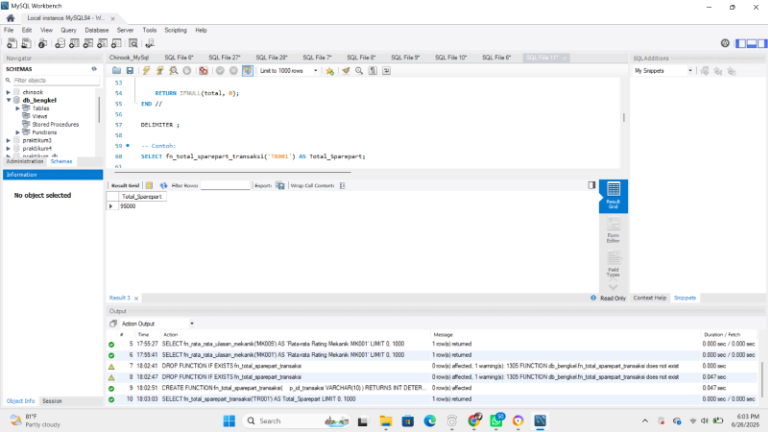 MySQL Workbench
Local instance MySQL84 - W...
File Edit View Query Database Server Tools Scripting Help
Navigator
SCHEMAS
Filter objects
chinook
db_bengkel
Tables
Views
Stored Procedures
Functions
praktikum3
praktikum4
Administration Schemas
Information
No object selected
Object Info Session
Chinook_MySql SQL File 6* SQL File 27* SQL File 28* SQL File 7* SQL File 8* SQL File 9* SQL File 10* SQL File 6* SQL File 11*
Limit to 1000 rows
53
54 RETURN IFNULL(total, 0);
55 END //
56
57 DELIMITER ;
58
59 -- Contoh:
60 SELECT fn_total_sparepart_transaksi('TR001') AS Total_Sparepart;
61
Result Grid Filter Rows: Export: Wrap Cell Content:
Total_Sparepart
95000
Result Grid
Form Editor
Field Types
Result 3 Read Only
SQLAdditions
My Snippets
Context Help Snippets
Output
Action Output
# Time Action Message Duration / Fetch
5 17:55:27 SELECT fn_rata_rata_ulasan_mekanik('MK005') AS 'Rata-rata Rating Mekanik MK001' LIMIT 0, 1000 1 row(s) returned 0.000 sec / 0.000 sec
6 17:55:41 SELECT fn_rata_rata_ulasan_mekanik('MK005') AS 'Rata-rata Rating Mekanik MK001' LIMIT 0, 1000 1 row(s) returned 0.000 sec / 0.000 sec
7 18:02:41 DROP FUNCTION IF EXISTS fn_total_sparepart_transaksi 0 row(s) affected, 1 warning(s): 1305 FUNCTION db_bengkel.fn_total_sparepart_transaksi does not exist 0.000 sec
8 18:02:47 DROP FUNCTION IF EXISTS fn_total_sparepart_transaksi 0 row(s) affected, 1 warning(s): 1305 FUNCTION db_bengkel.fn_total_sparepart_transaksi does not exist 0.047 sec
9 18:02:51 CREATE FUNCTION fn_total_sparepart_transaksi( p_id_transaksi VARCHAR(10) ) RETURNS INT DETER... 0 row(s) affected 0.000 sec
10 18:03:03 SELECT fn_total_sparepart_transaksi('TR001') AS Total_Sparepart LIMIT 0, 1000 1 row(s) returned 0.000 sec / 0.000 sec
81°F
Partly cloudy
Search
6:03 PM
6/26/2026